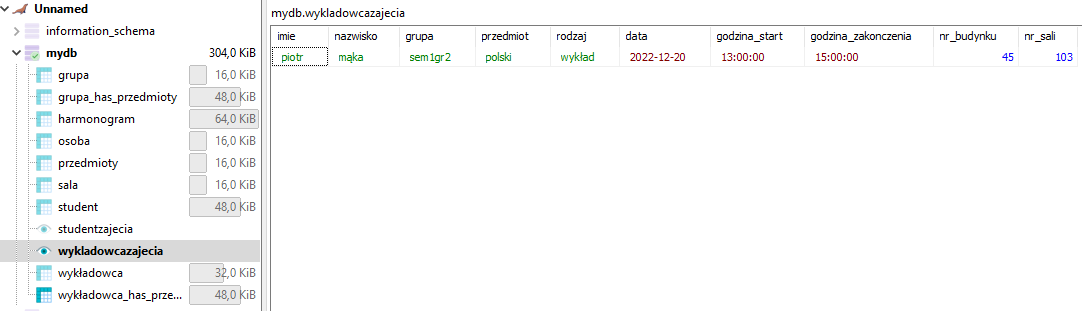 Unnamed
information_schema
mydb 304,0 KiB
grupa 16,0 KiB
grupa_has_przedmioty 48,0 KiB
harmonogram 64,0 KiB
osoba 16,0 KiB
przedmioty 16,0 KiB
sala 16,0 KiB
student 48,0 KiB
studentzajecia
wykladowcazajecia
wykładowca 32,0 KiB
wykładowca_has_prze... 48,0 KiB
mydb.wykladowcazajecia
imie nazwisko grupa przedmiot rodzaj data godzina_start godzina_zakonczenia nr_budynku nr_sali
piotr mąka sem1gr2 polski wykład 2022-12-20 13:00:00 15:00:00 45 103